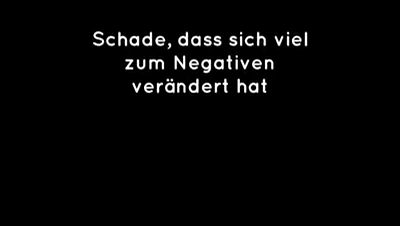 Schade, dass sich viel
zum Negativen
verändert hat